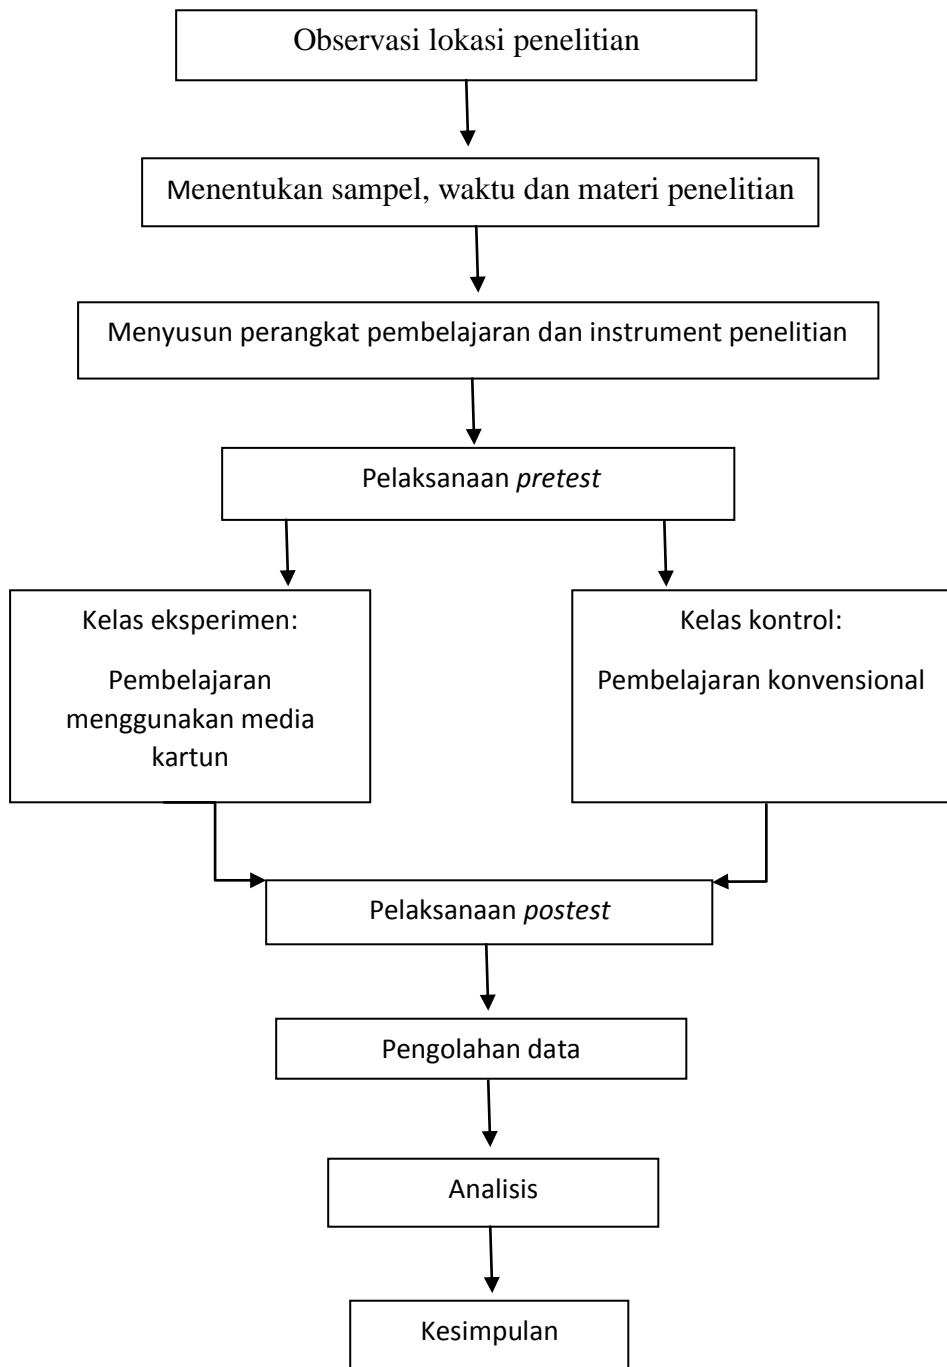 Observasi lokasi penelitian
Menentukan sampel, waktu dan materi penelitian
Menyusun perangkat pembelajaran dan instrument penelitian
Pelaksanaan pretest
Kelas eksperimen:
Pembelajaran
menggunakan media
kartun
Kelas kontrol:
Pembelajaran konvensional
Pelaksanaan postest
Pengolahan data
Analisis
Kesimpulan